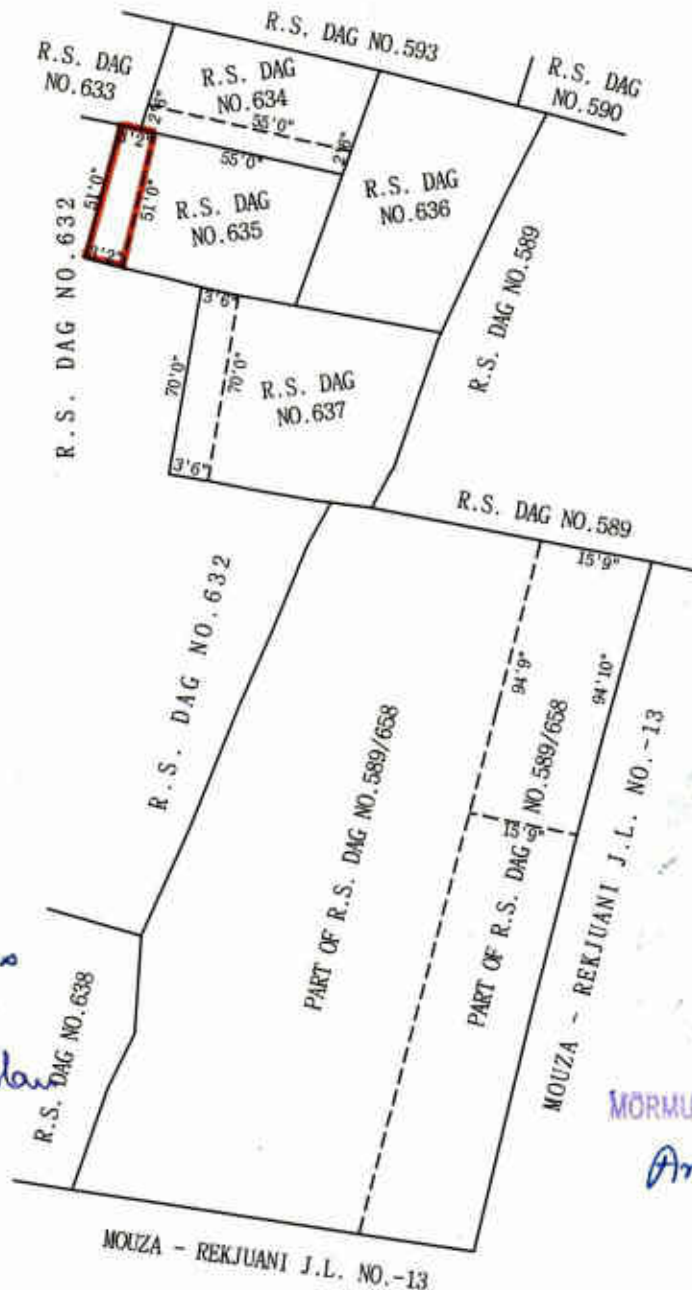 R.S. DAG NO.593
R.S. DAG
NO.633
R.S. DAG
NO.634
R.S. DAG
NO.590
2'6"
55'0"
2'6"
55'0"
51'0"
51'0"
R.S. DAG
NO.635
R.S. DAG
NO.636
R.S. DAG NO.632
R.S. DAG NO.589
3'6"
70'0"
70'0"
R.S. DAG
NO.637
3'6"
R.S. DAG NO.589
15'9"
R.S. DAG NO.632
94'9"
94'10"
PART OF R.S. DAG NO.589/658
PART OF R.S. DAG NO.589/658
15'9"
MOUZA - REKJUANI J.L. NO.-13
R.S. DAG NO.638
MORMU
MOUZA - REKJUANI J.L. NO.-13